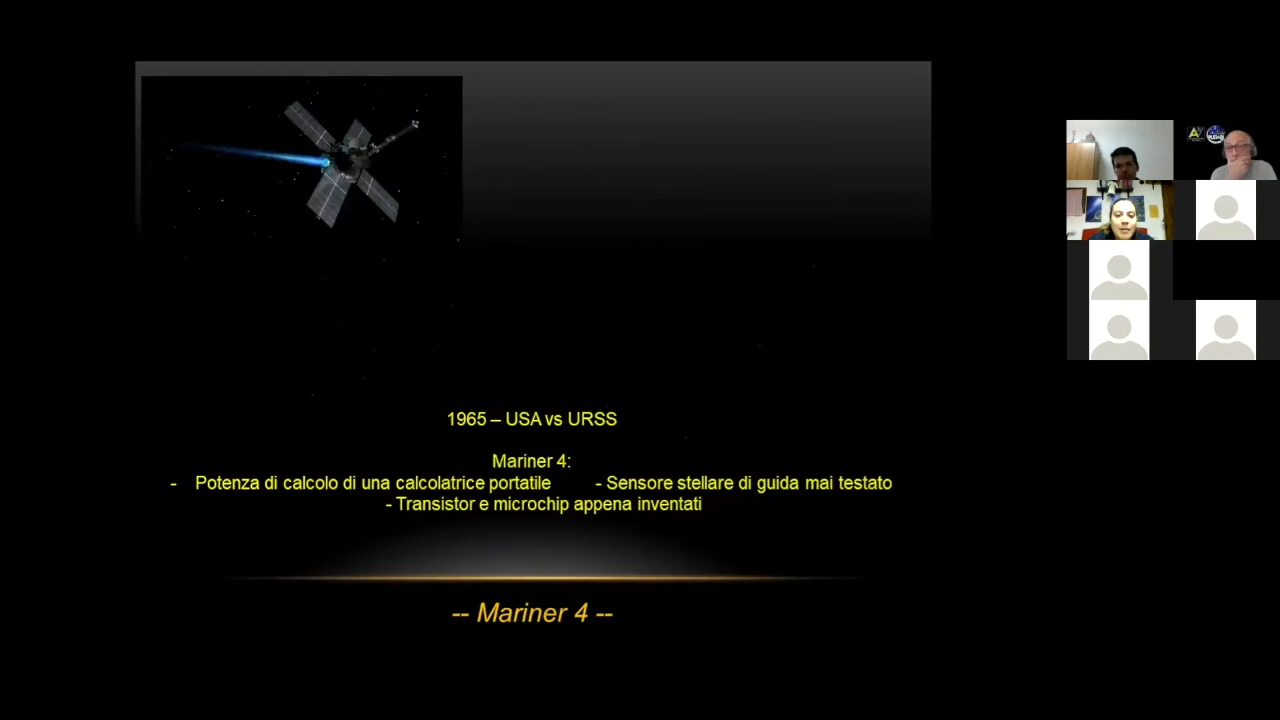 1965 – USA vs URSS
Mariner 4:
- Potenza di calcolo di una calcolatrice portatile - Sensore stellare di guida mai testato
- Transistor e microchip appena inventati
-- Mariner 4 --